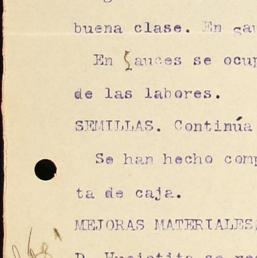 buena clase. En
En Sauces se ocup
de las labores.
SEMILLAS. Continúa
Se han hecho comp
ta de caja.
MEJORAS MATERIALES.